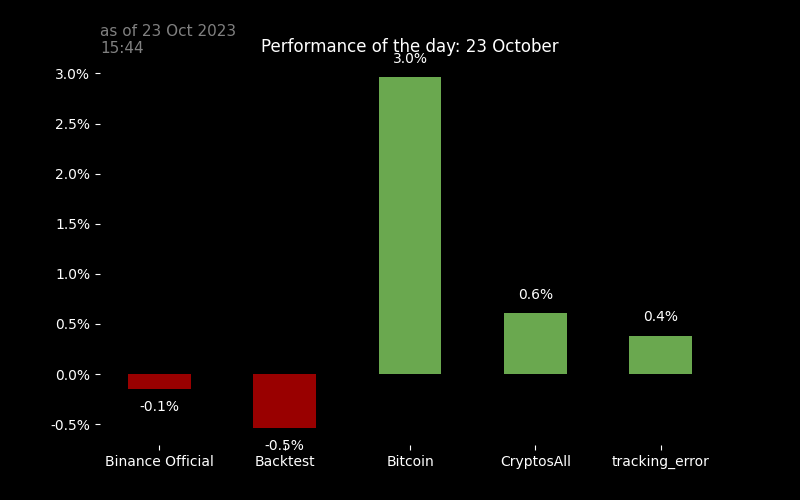 as of 23 Oct 2023
15:44
Performance of the day: 23 October
3.0%
3.0%
2.5%
2.0%
1.5%
1.0%
0.6%
0.5%
0.4%
0.0%
-0.1%
-0.5%
-0.5%
Binance Official
Backtest
Bitcoin
CryptosAll
tracking_error